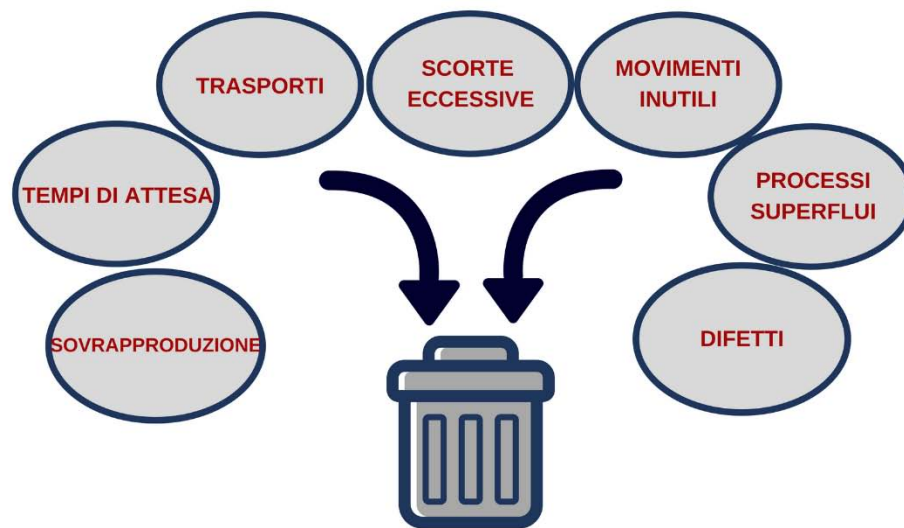 TRASPORTI
SCORTE
ECCESSIVE
MOVIMENTI
INUTILI
TEMPI DI ATTESA
PROCESSI
SUPERFLUI
SOVRAPPRODUZIONE
DIFETTI